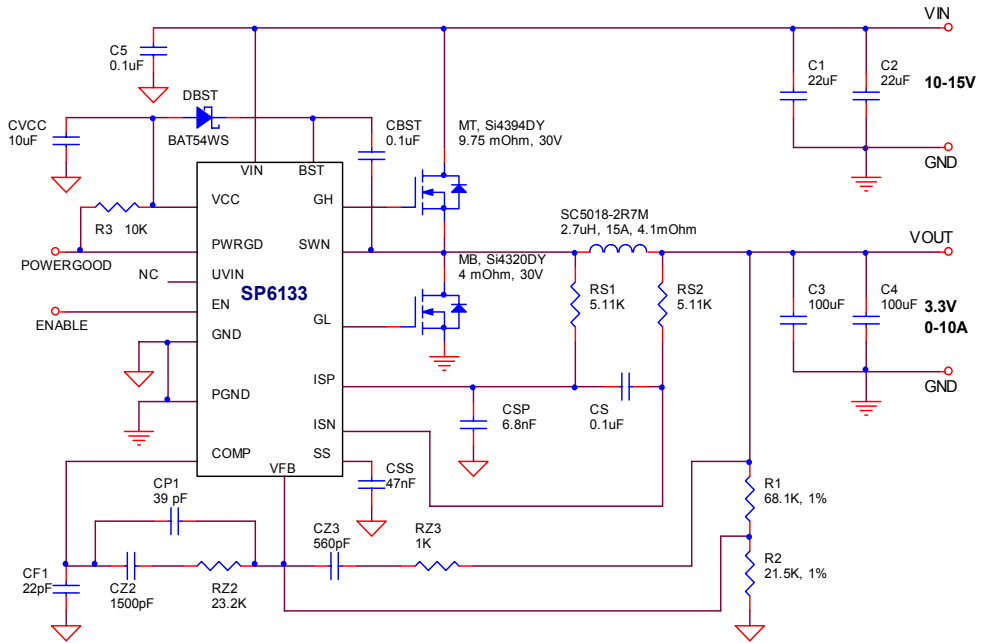 VIN
C5
0.1uF
C1
22uF
C2
22uF
10-15V
DBST
BAT54WS
CVCC
10uF
CBST
0.1uF
MT, Si4394DY
9.75 mOhm, 30V
GND
VIN
BST
VCC
GH
R3 10K
SC5018-2R7M
2.7uH, 15A, 4.1mOhm
PWRGD
SWN
VOUT
POWERGOOD
MB, Si4320DY
4 mOhm, 30V
NC
UVIN
SP6133
RS1
5.11K
RS2
5.11K
C3
100uF
C4
100uF
3.3V
0-10A
EN
ENABLE
GL
GND
ISP
GND
PGND
CSP
6.8nF
CS
0.1uF
ISN
COMP
SS
VFB
CSS
47nF
CP1
39 pF
R1
68.1K, 1%
CZ3
560pF
RZ3
1K
R2
21.5K, 1%
CF1
22pF
CZ2
1500pF
RZ2
23.2K